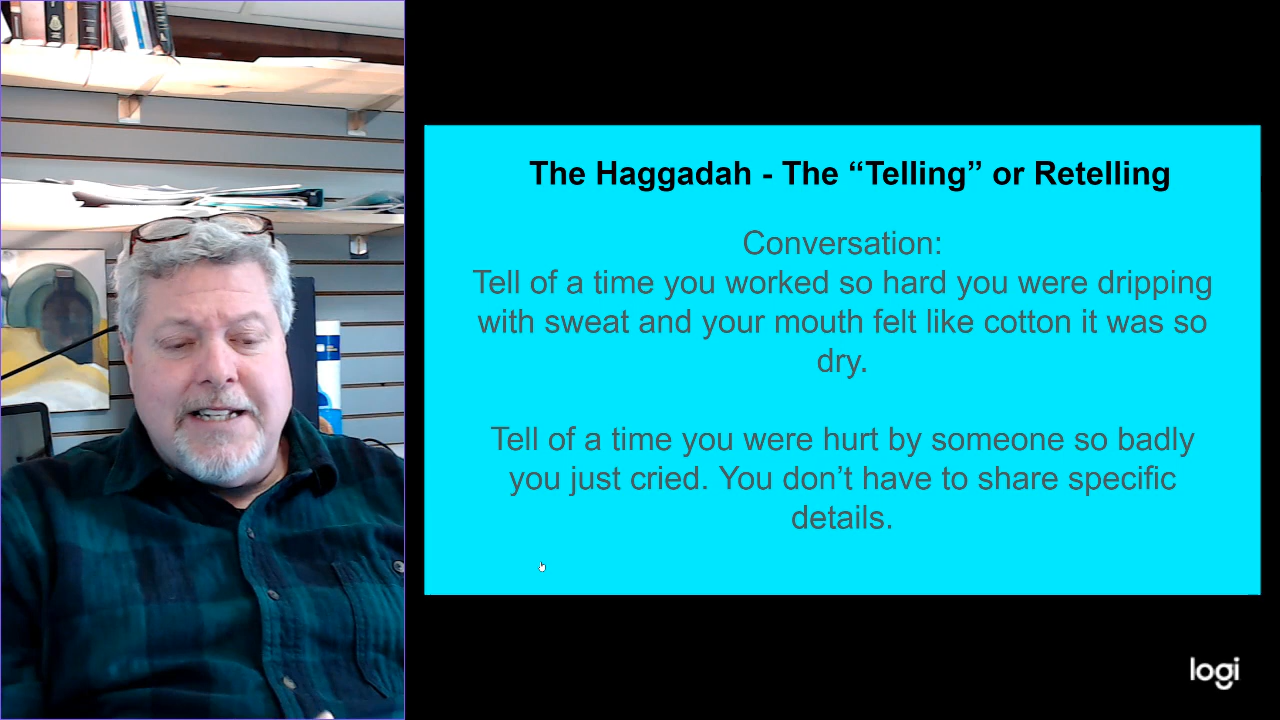 The Haggadah - The “Telling” or Retelling
Conversation:
Tell of a time you worked so hard you were dripping
with sweat and your mouth felt like cotton it was so
dry.
Tell of a time you were hurt by someone so badly
you just cried. You don’t have to share specific
details.
logi